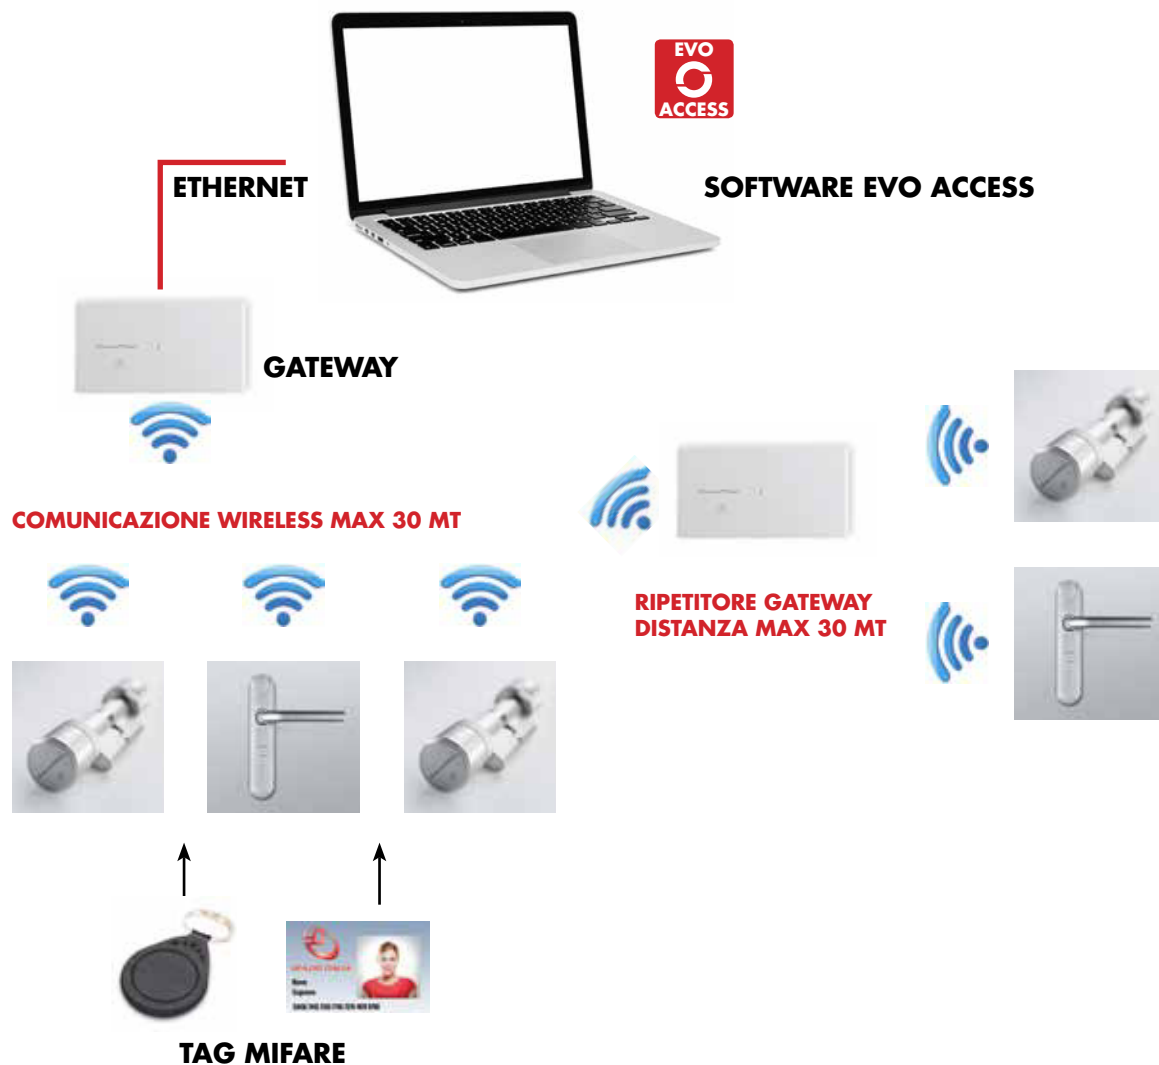 EVO
ACCESS
ETHERNET
SOFTWARE EVO ACCESS
GATEWAY
COMUNICAZIONE WIRELESS MAX 30 MT
RIPETITORE GATEWAY
DISTANZA MAX 30 MT
TAG MIFARE